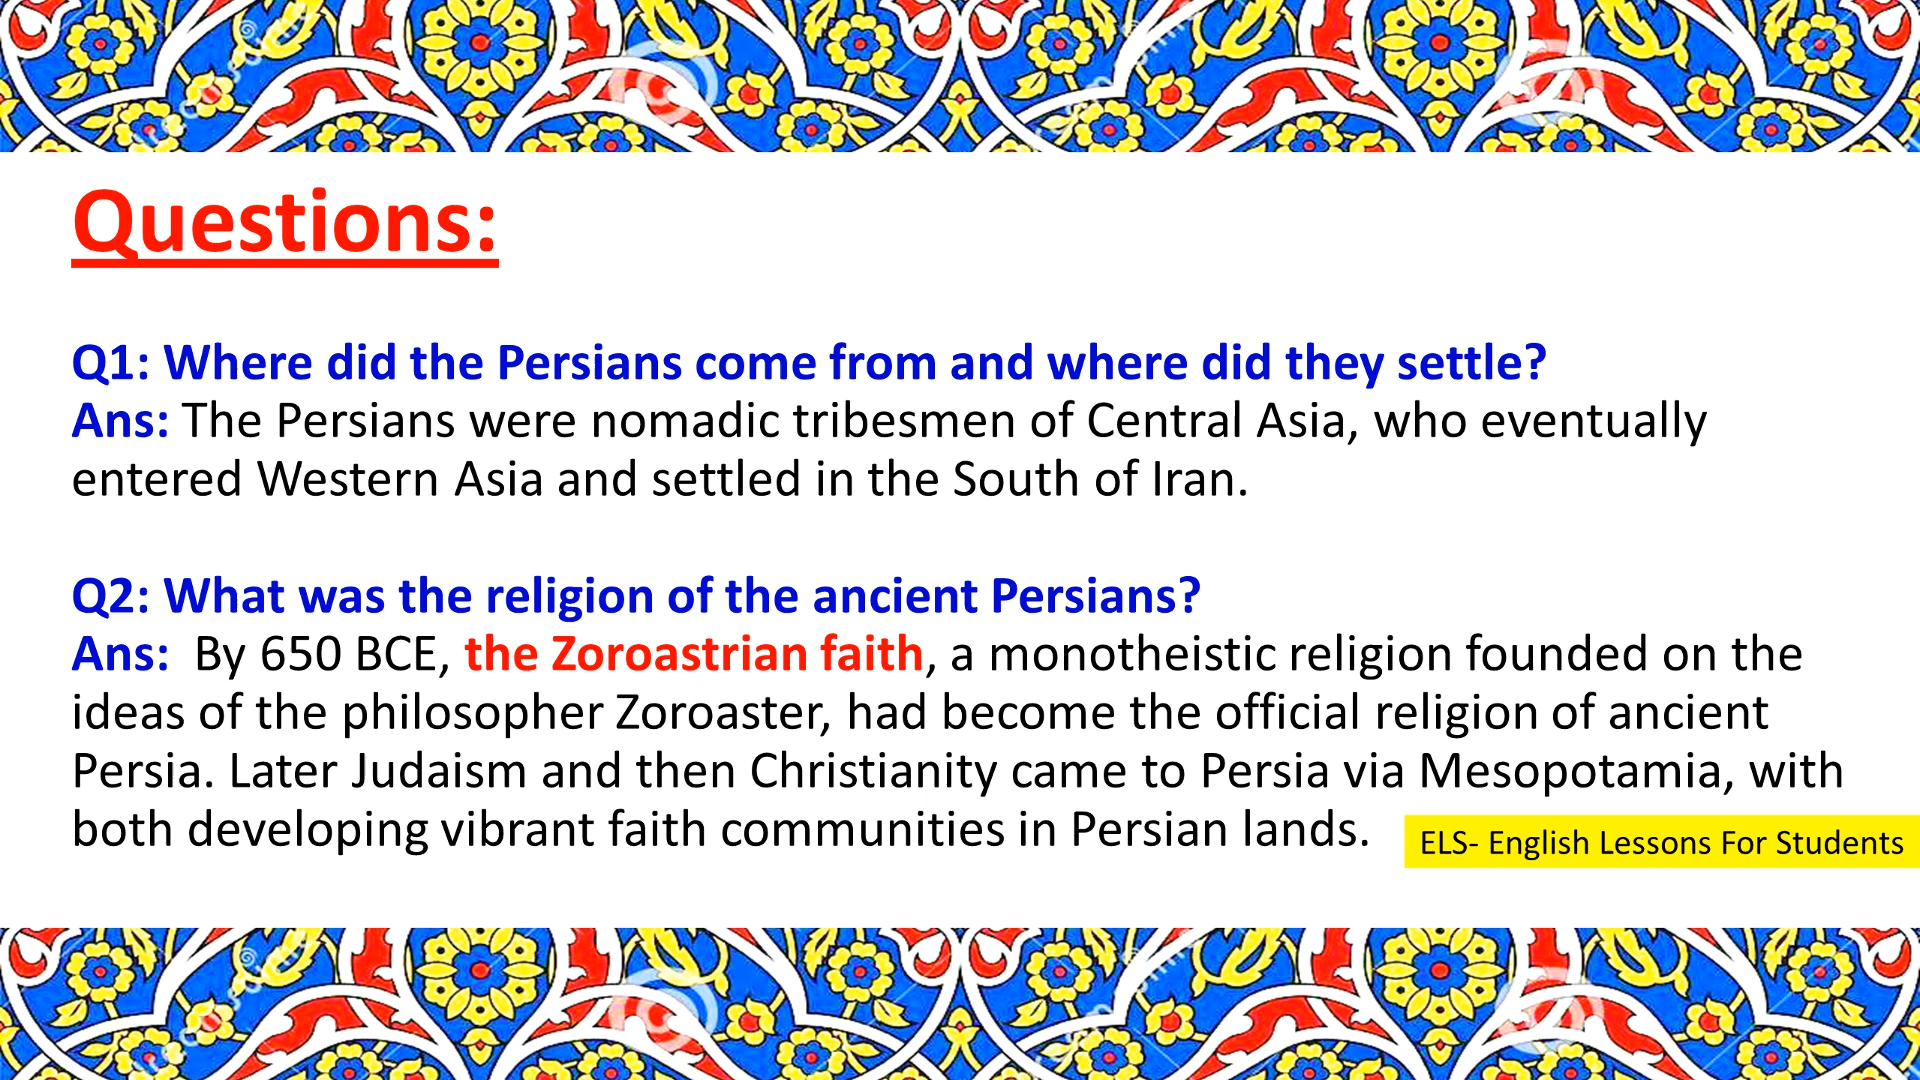 Questions:
Q1: Where did the Persians come from and where did they settle?
Ans: The Persians were nomadic tribesmen of Central Asia, who eventually
entered Western Asia and settled in the South of Iran.
Q2: What was the religion of the ancient Persians?
Ans:  By 650 BCE, the Zoroastrian faith, a monotheistic religion founded on the
ideas of the philosopher Zoroaster, had become the official religion of ancient
Persia. Later Judaism and then Christianity came to Persia via Mesopotamia, with
both developing vibrant faith communities in Persian lands.
ELS- English Lessons For Students